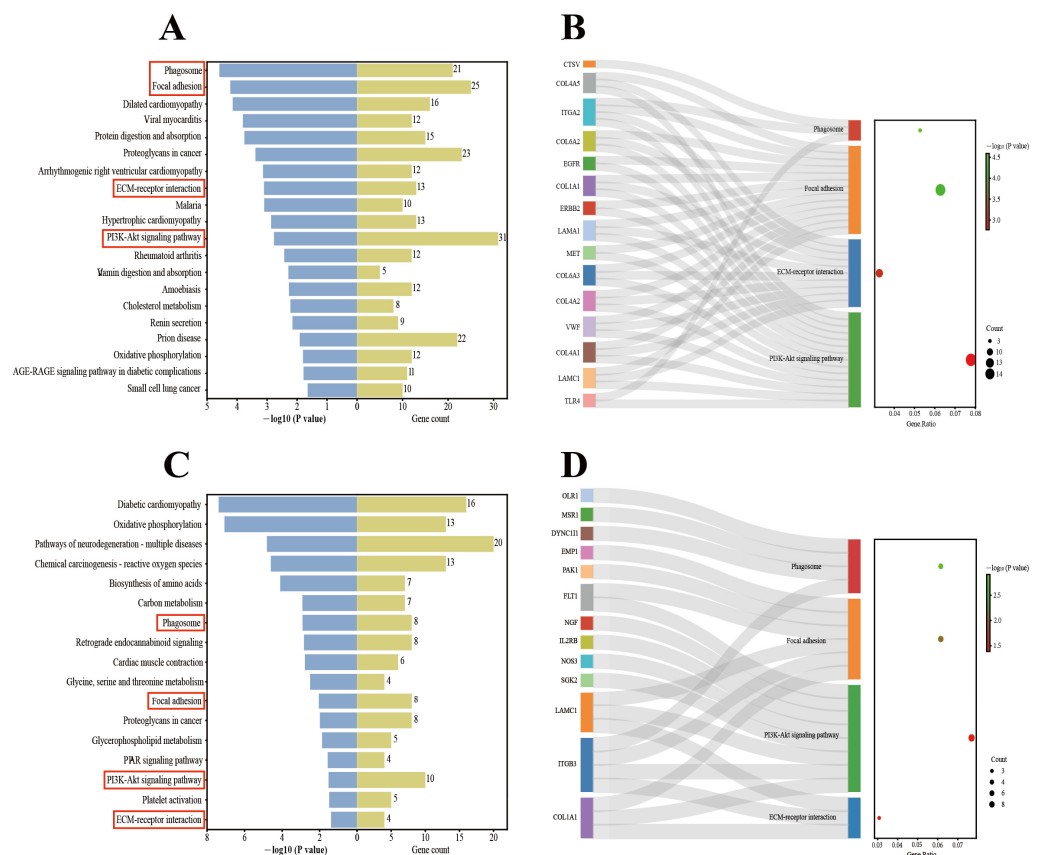 A
Phagosome 21
Focal adhesion 25
Dilated cardiomyopathy 16
Viral myocarditis 12
Protein digestion and absorption 15
Proteoglycans in cancer 23
Arrhythmogenic right ventricular cardiomyopathy 12
ECM-receptor interaction 13
Malaria 10
Hypertrophic cardiomyopathy 13
PI3K-Akt signaling pathway 31
Rheumatoid arthritis 12
digestion and absorption 5
Amoebiasis 12
Cholesterol metabolism 8
Renin secretion 9
Prion disease 22
Oxidative phosphorylation 12
AGE-RAGE signaling pathway in diabetic complications 11
Small cell lung cancer 10
5 4 3 2 1 0 10 20 30
−log10 (P value) Gene count
B
CTSV
COL4A5
ITGA2
COL6A2
EGFR
COL1A1
ERBB2
LAMA1
MET
COL6A3
COL4A2
VWF
COL4A1
LAMC1
TLR4
Phagosome
Focal adhesion
ECM-receptor interaction
PI3K-Akt signaling pathway
−log₁₀ (P value)
4.5
4.0
3.5
3.0
Count
3
10
13
14
0.04 0.05 0.06 0.07 0.08
Gene.Ratio
C
Diabetic cardiomyopathy 16
Oxidative phosphorylation 13
Pathways of neurodegeneration - multiple diseases 20
Chemical carcinogenesis - reactive oxygen species 13
Biosynthesis of amino acids 7
Carbon metabolism 7
Phagosome 8
Retrograde endocannabinoid signaling 8
Cardiac muscle contraction 6
Glycine, serine and threonine metabolism 4
Focal adhesion 8
Proteoglycans in cancer 8
Glycerophospholipid metabolism 5
signaling pathway 4
PI3K-Akt signaling pathway 10
Platelet activation 5
ECM-receptor interaction 4
8 6 4 2 0 5 10 15 20
−log10 (P value) Gene count
D
OLR1
MSR1
DYNC1I1
EMP1
PAK1
FLT1
NGF
IL2RB
NOS3
SGK2
LAMC1
ITGB3
COL1A1
Phagosome
Focal adhesion
PI3K-Akt signaling pathway
ECM-receptor interaction
−log₁₀ (P value)
2.5
2.0
1.5
Count
3
4
6
8
0.03 0.04 0.05 0.06 0.07
Gene.Ratio